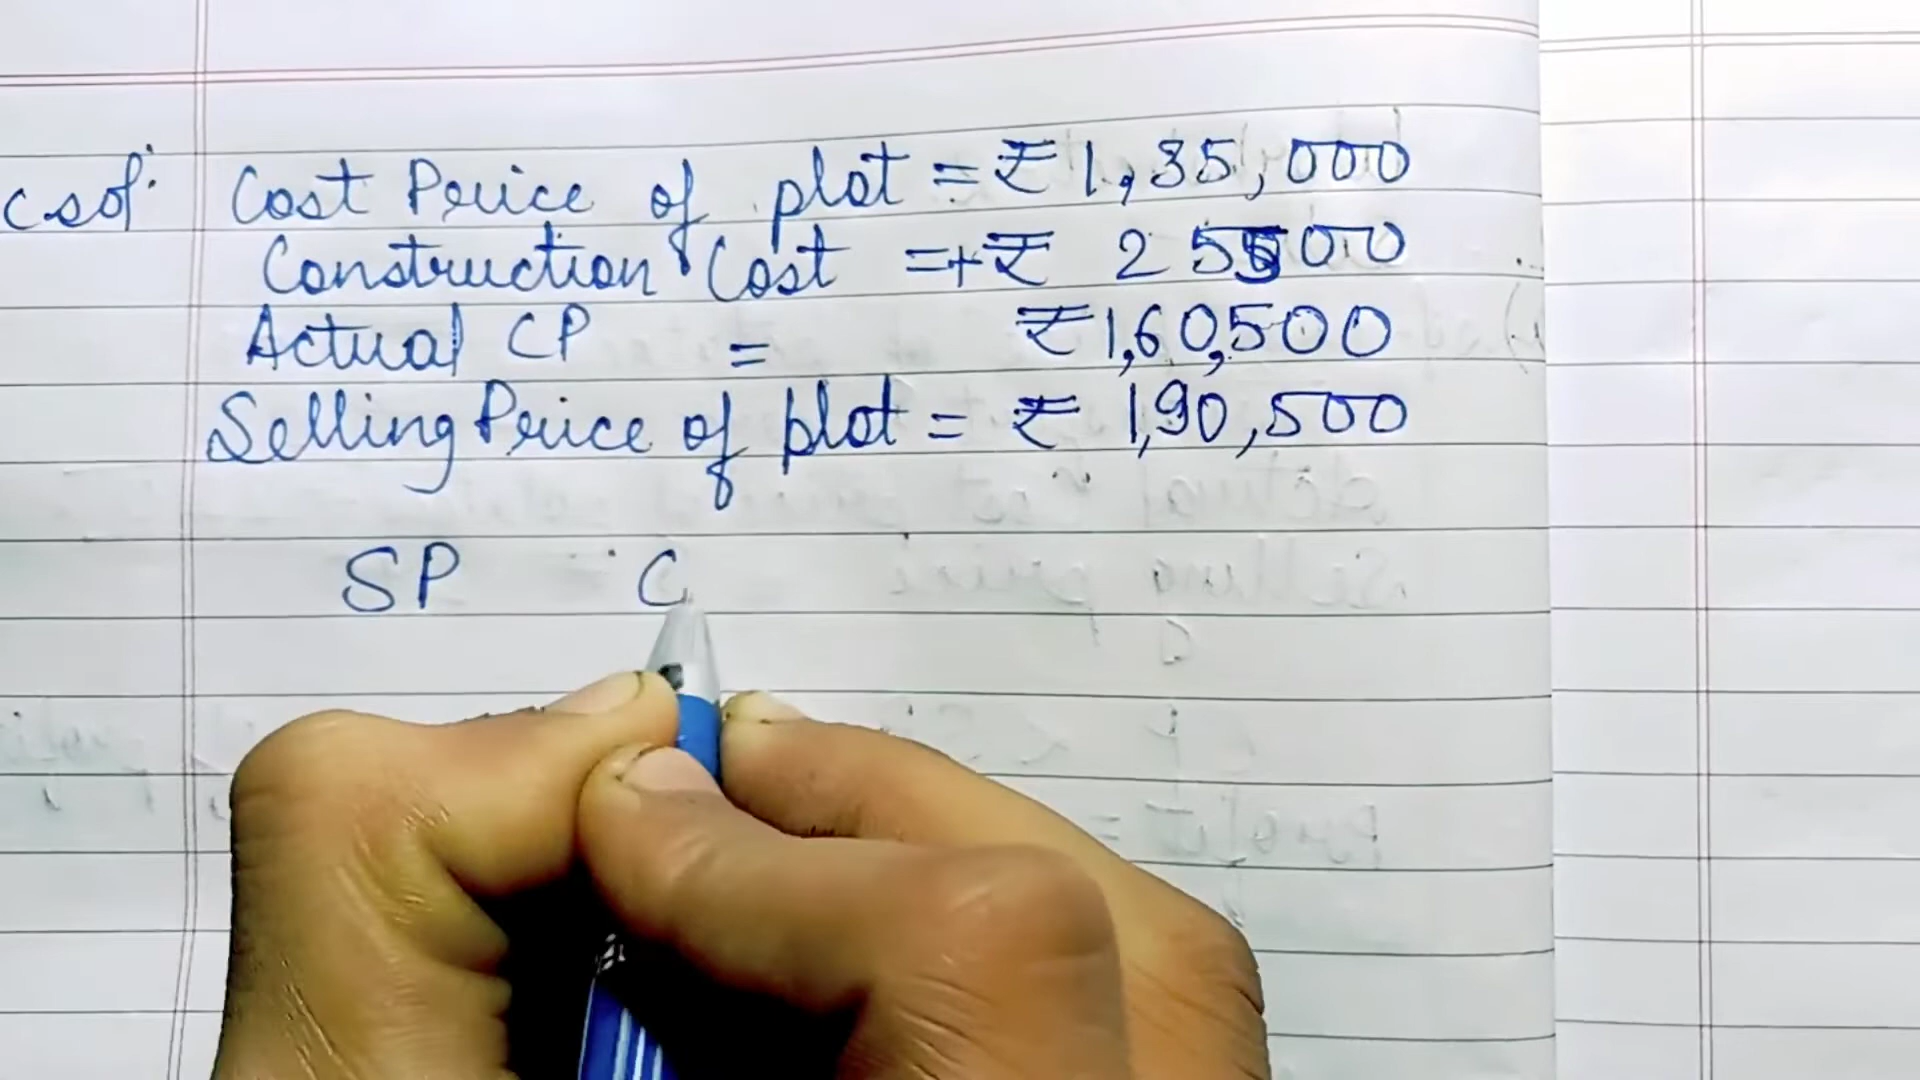 Sol: Cost Price of plot = ₹ 1,35,000
Construction Cost = + ₹ 25500
Actual CP = ₹ 1,60,500
Selling Price of plot = ₹ 1,90,500
SP C